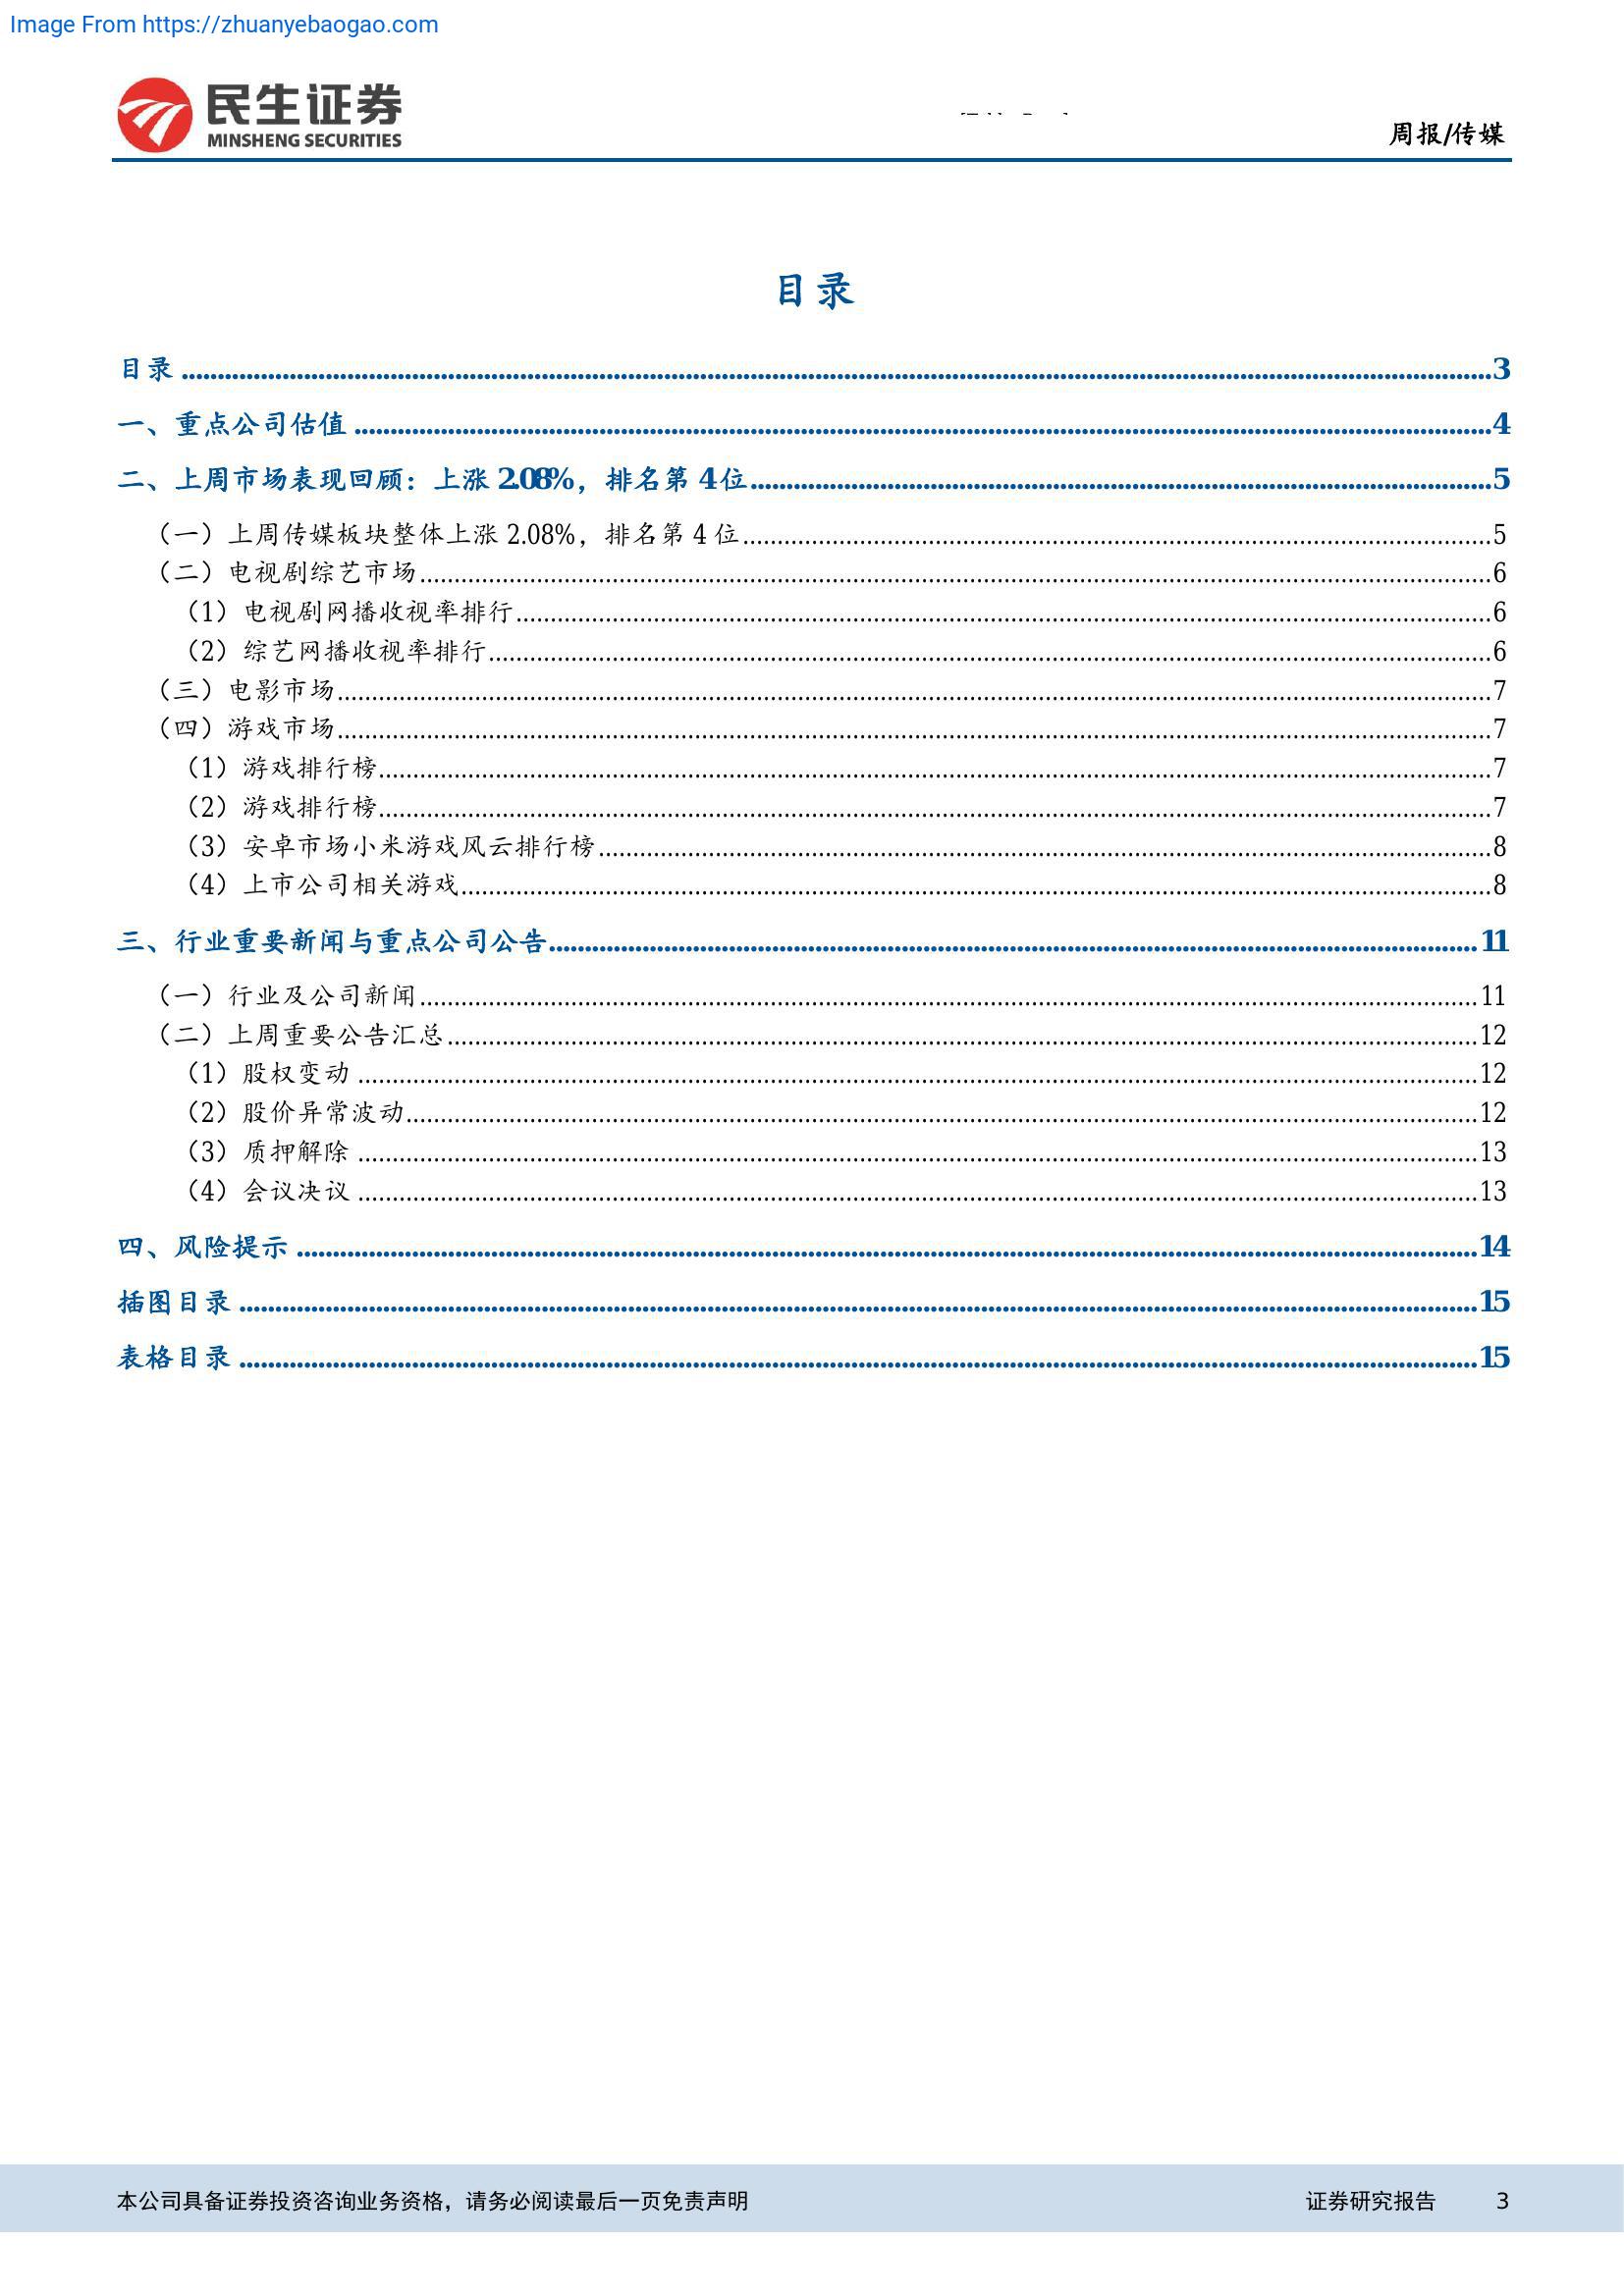 Image From https://zhuanyebaogao.com
民生证券
MINSHENG SECURITIES
周报/传媒
目录
目录 3
一、重点公司估值 4
二、上周市场表现回顾：上涨 2.08%，排名第 4 位 5
（一）上周传媒板块整体上涨 2.08%，排名第 4 位 5
（二）电视剧综艺市场 6
（1）电视剧网播收视率排行 6
（2）综艺网播收视率排行 6
（三）电影市场 7
（四）游戏市场 7
（1）游戏排行榜 7
（2）游戏排行榜 7
（3）安卓市场小米游戏风云排行榜 8
（4）上市公司相关游戏 8
三、行业重要新闻与重点公司公告 11
（一）行业及公司新闻 11
（二）上周重要公告汇总 12
（1）股权变动 12
（2）股价异常波动 12
（3）质押解除 13
（4）会议决议 13
四、风险提示 14
插图目录 15
表格目录 15
本公司具备证券投资咨询业务资格，请务必阅读最后一页免责声明 证券研究报告 3